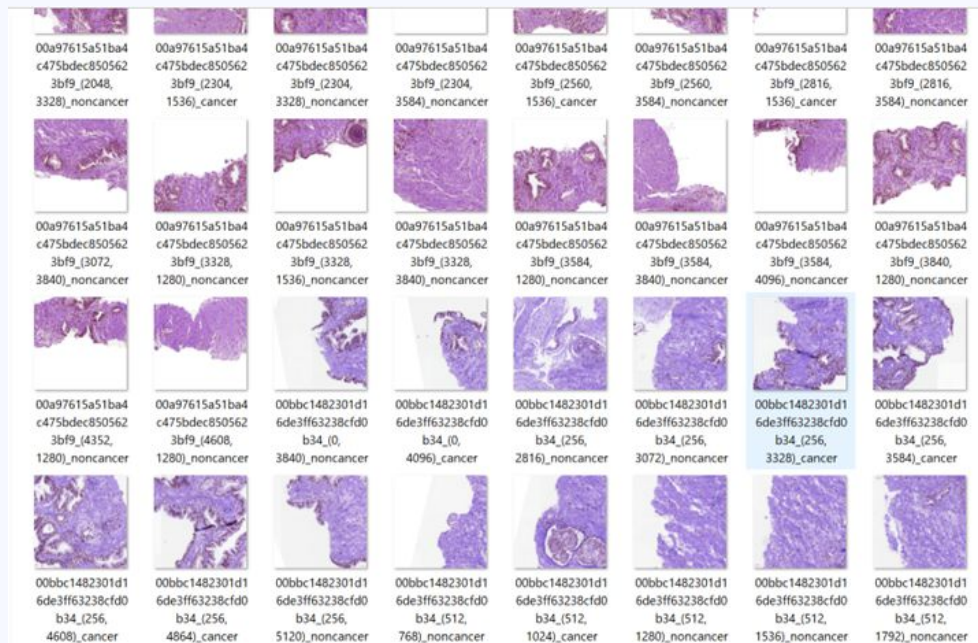 00a97615a51ba4 00a97615a51ba4 00a97615a51ba4 00a97615a51ba4 00a97615a51ba4 00a97615a51ba4 00a97615a51ba4 00a97615a51ba4
c475bdec850562 c475bdec850562 c475bdec850562 c475bdec850562 c475bdec850562 c475bdec850562 c475bdec850562 c475bdec850562
3bf9_(2048, 3bf9_(2304, 3bf9_(2304, 3bf9_(2304, 3bf9_(2560, 3bf9_(2560, 3bf9_(2816, 3bf9_(2816,
3328)_noncancer 1536)_cancer 3328)_noncancer 3584)_noncancer 1536)_cancer 3584)_noncancer 1536)_cancer 3584)_noncancer
00a97615a51ba4 00a97615a51ba4 00a97615a51ba4 00a97615a51ba4 00a97615a51ba4 00a97615a51ba4 00a97615a51ba4 00a97615a51ba4
c475bdec850562 c475bdec850562 c475bdec850562 c475bdec850562 c475bdec850562 c475bdec850562 c475bdec850562 c475bdec850562
3bf9_(3072, 3bf9_(3328, 3bf9_(3328, 3bf9_(3328, 3bf9_(3584, 3bf9_(3584, 3bf9_(3584, 3bf9_(3840,
3840)_noncancer 1280)_noncancer 1536)_noncancer 3840)_noncancer 1280)_noncancer 3840)_noncancer 4096)_noncancer 1280)_noncancer
00a97615a51ba4 00a97615a51ba4 00bbc1482301d1 00bbc1482301d1 00bbc1482301d1 00bbc1482301d1 00bbc1482301d1 00bbc1482301d1
c475bdec850562 c475bdec850562 6de3ff63238cfd0 6de3ff63238cfd0 6de3ff63238cfd0 6de3ff63238cfd0 6de3ff63238cfd0 6de3ff63238cfd0
3bf9_(4352, 3bf9_(4608, b34_(0, b34_(0, b34_(256, b34_(256, b34_(256, b34_(256,
1280)_noncancer 1280)_noncancer 3840)_noncancer 4096)_cancer 2816)_noncancer 3072)_noncancer 3328)_cancer 3584)_cancer
00bbc1482301d1 00bbc1482301d1 00bbc1482301d1 00bbc1482301d1 00bbc1482301d1 00bbc1482301d1 00bbc1482301d1 00bbc1482301d1
6de3ff63238cfd0 6de3ff63238cfd0 6de3ff63238cfd0 6de3ff63238cfd0 6de3ff63238cfd0 6de3ff63238cfd0 6de3ff63238cfd0 6de3ff63238cfd0
b34_(256, b34_(256, b34_(256, b34_(512, b34_(512, b34_(512, b34_(512, b34_(512,
4608)_cancer 4864)_cancer 5120)_noncancer 768)_noncancer 1024)_cancer 1280)_noncancer 1536)_noncancer 1792)_noncancer